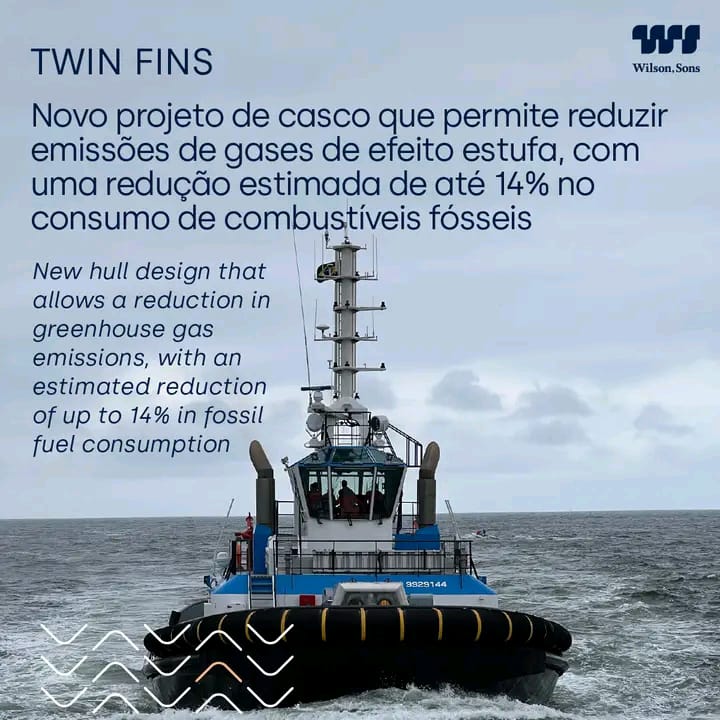 TWIN FINS
Wilson, Sons
Novo projeto de casco que permite reduzir
emissões de gases de efeito estufa, com
uma redução estimada de até 14% no
consumo de combustíveis fósseis
New hull design that
allows a reduction in
greenhouse gas
emissions, with an
estimated reduction
of up to 14% in fossil
fuel consumption
9929144